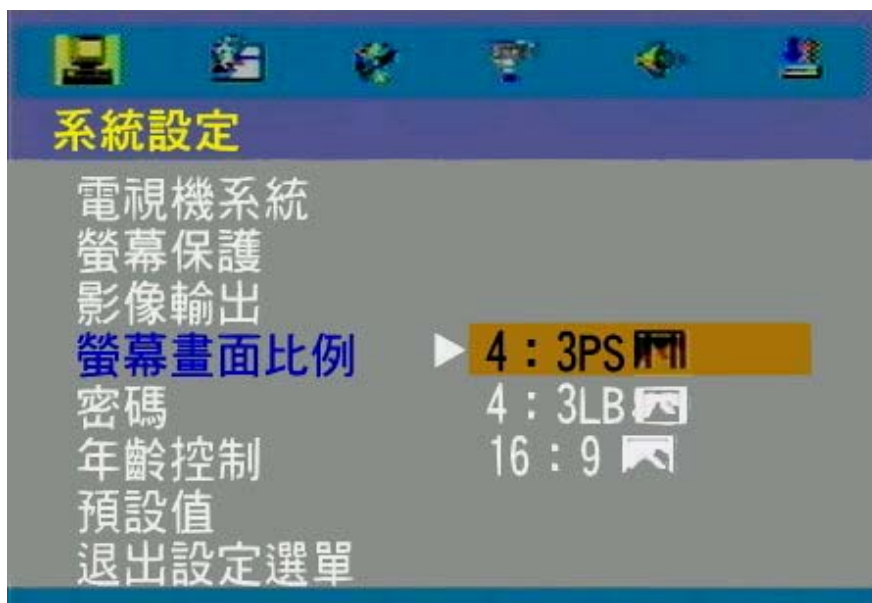 系統設定
電視機系統
螢幕保護
影像輸出
螢幕畫面比例 4：3PS
密碼 4：3LB
年齡控制 16：9
預設值
退出設定選單